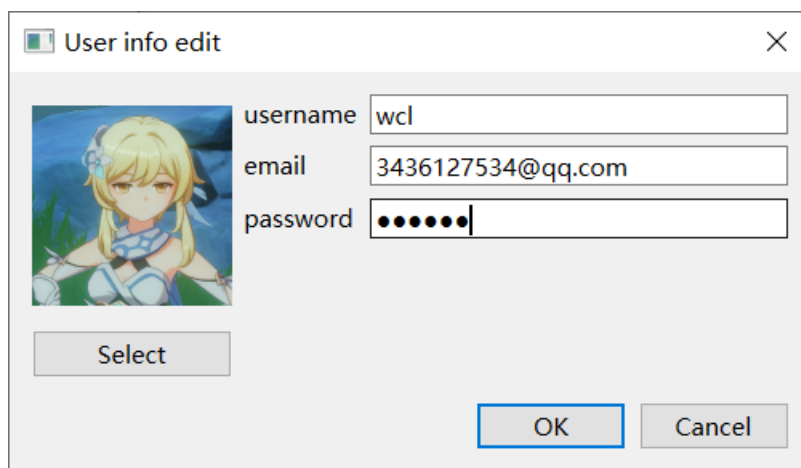 User info edit
username wcl
email 3436127534@qq.com
password ●●●●●●
Select
OK Cancel